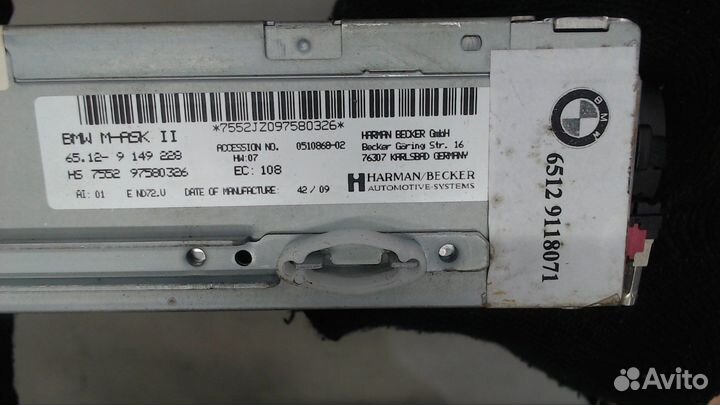 *7552JZ097580326*
BMW M-ASK II
65.12- 9 149 228
HS 7552 97580326
AI: 01 E ND72.V DATE OF MANUFACTURE: 42/09
ACCESSION NO. 0510868-02
HW:07
EC: 108
HARMAN BECKER GmbH
Becker Göring Str. 16
76307 KARLSBAD GERMANY
HARMAN/BECKER
AUTOMOTIVE-SYSTEMS
BMW
6512 9118071
Avito